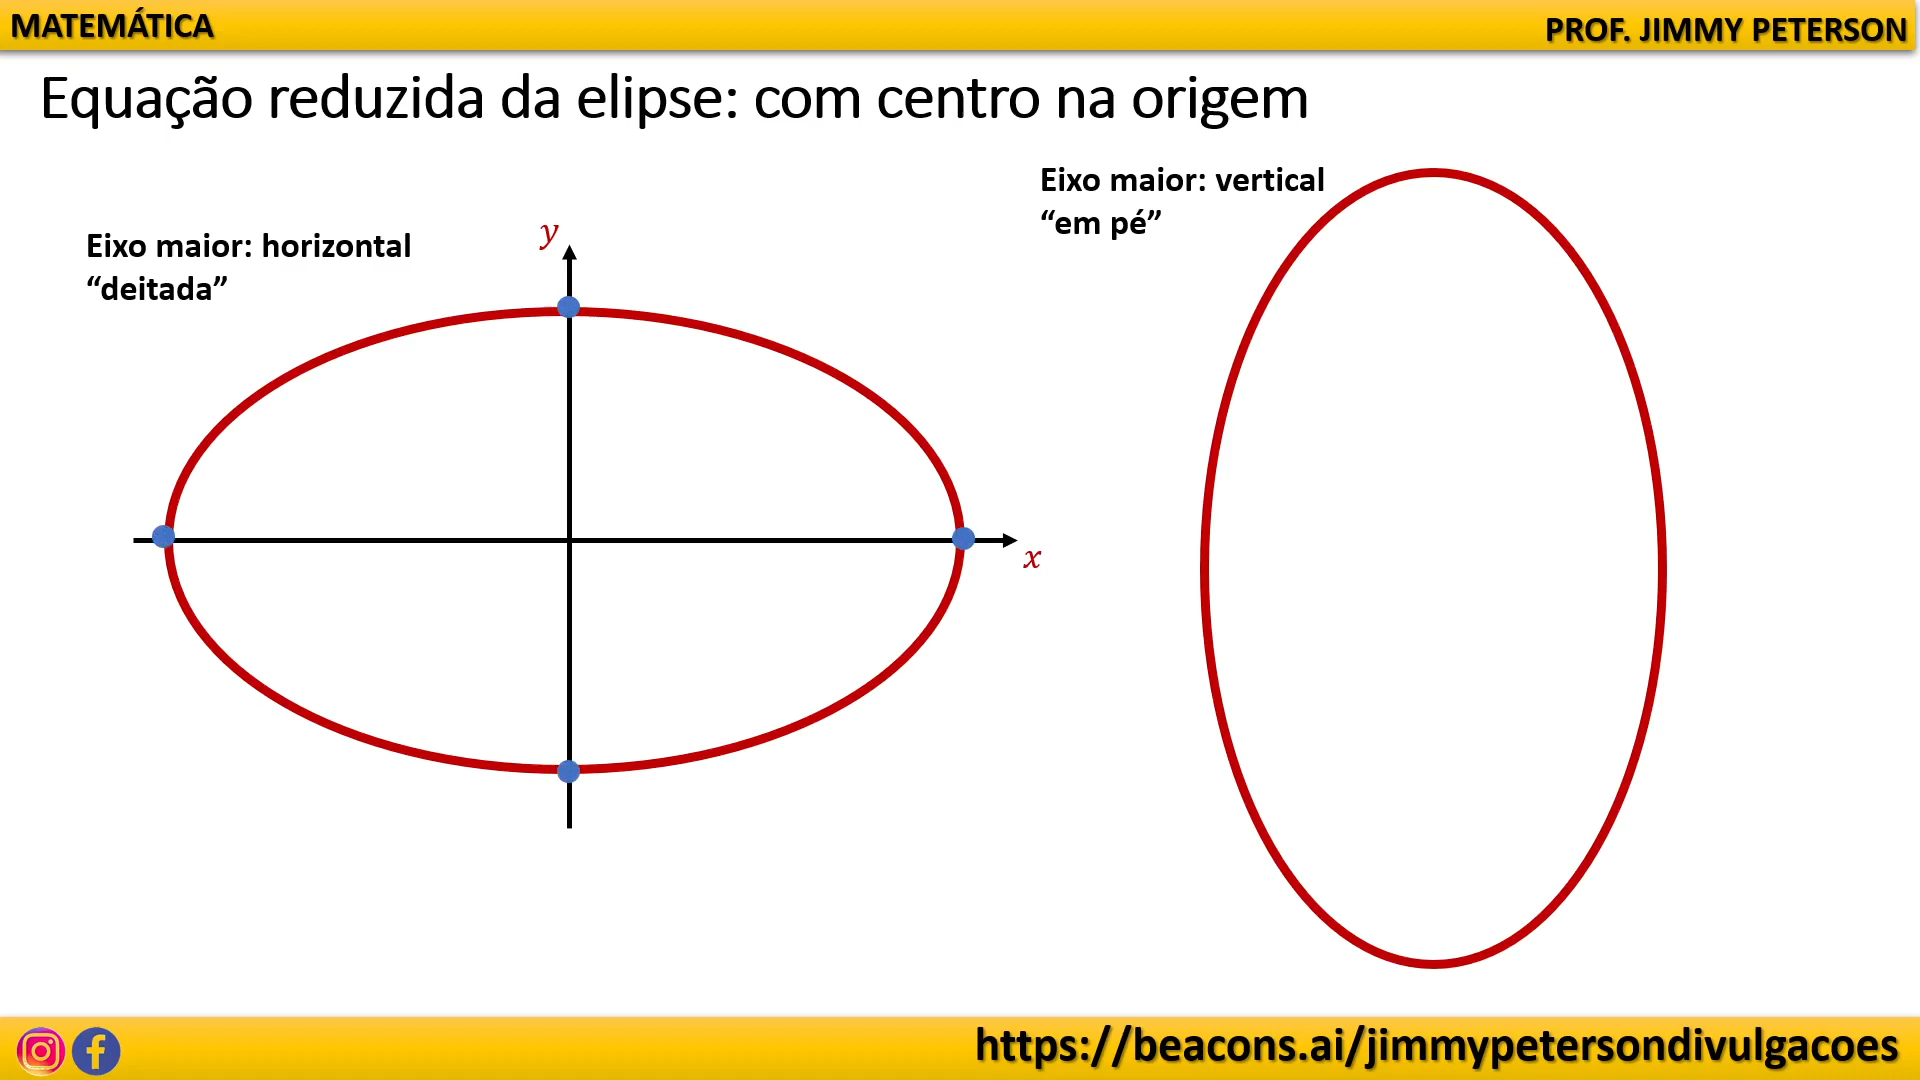 MATEMÁTICA
PROF. JIMMY PETERSON
Equação reduzida da elipse: com centro na origem
Eixo maior: horizontal
“deitada”
y
x
Eixo maior: vertical
“em pé”
https://beacons.ai/jimmypetersondivulgacoes